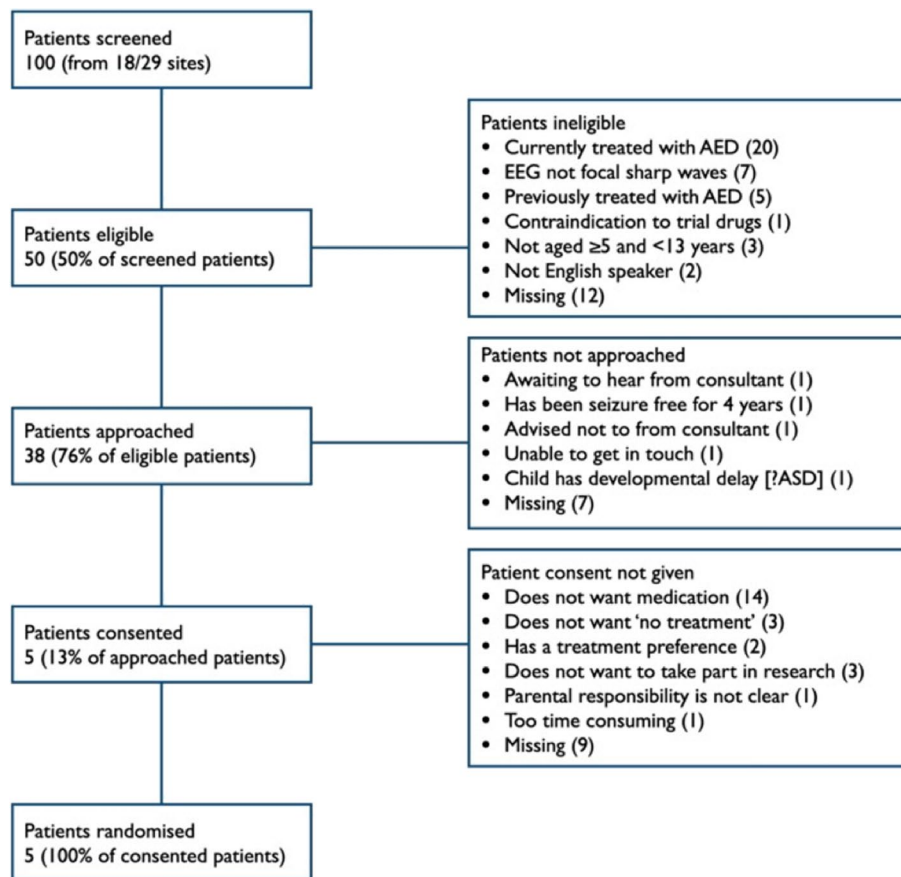 Patients screened
100 (from 18/29 sites)
Patients ineligible
• Currently treated with AED (20)
• EEG not focal sharp waves (7)
• Previously treated with AED (5)
• Contraindication to trial drugs (1)
• Not aged ≥5 and <13 years (3)
• Not English speaker (2)
• Missing (12)
Patients eligible
50 (50% of screened patients)
Patients not approached
• Awaiting to hear from consultant (1)
• Has been seizure free for 4 years (1)
• Advised not to from consultant (1)
• Unable to get in touch (1)
• Child has developmental delay [?ASD] (1)
• Missing (7)
Patients approached
38 (76% of eligible patients)
Patient consent not given
• Does not want medication (14)
• Does not want ‘no treatment’ (3)
• Has a treatment preference (2)
• Does not want to take part in research (3)
• Parental responsibility is not clear (1)
• Too time consuming (1)
• Missing (9)
Patients consented
5 (13% of approached patients)
Patients randomised
5 (100% of consented patients)